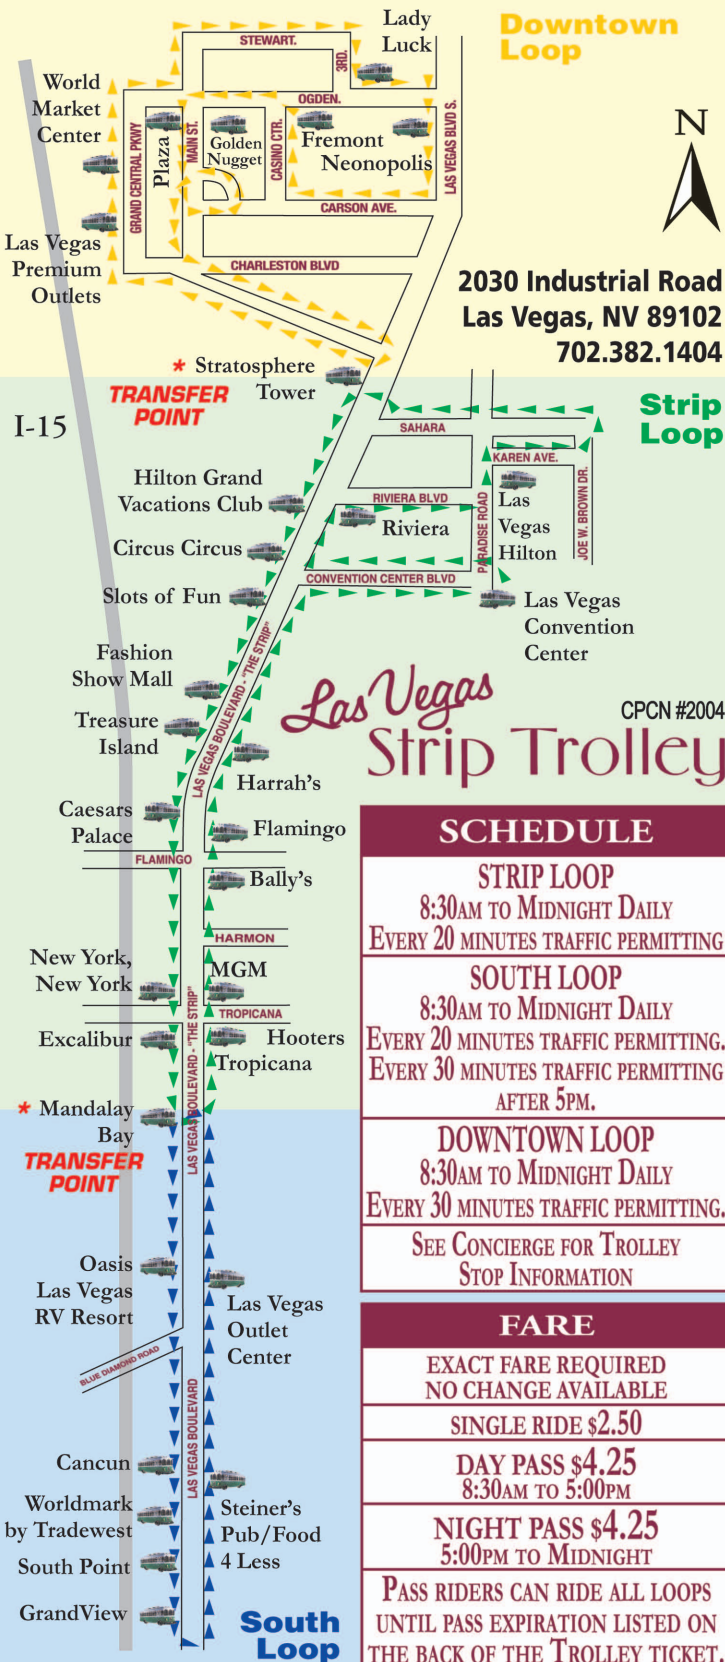 Downtown
Loop
Lady
Luck
STEWART.
3RD.
World
Market
Center
OGDEN.
GRAND CENTRAL PKWY
Plaza
MAIN ST.
Golden
Nugget
CASINO CTR.
Fremont
Neonopolis
LAS VEGAS BLVD S.
N
CARSON AVE.
Las Vegas
Premium
Outlets
CHARLESTON BLVD
2030 Industrial Road
Las Vegas, NV 89102
702.382.1404
* Stratosphere
Tower
TRANSFER
POINT
I-15
Strip
Loop
SAHARA
KAREN AVE.
Hilton Grand
Vacations Club
RIVIERA BLVD
Riviera
PARADISE ROAD
Las
Vegas
Hilton
JOE W. BROWN DR.
Circus Circus
CONVENTION CENTER BLVD
Slots of Fun
Las Vegas
Convention
Center
Fashion
Show Mall
LAS VEGAS BOULEVARD - "THE STRIP"
Treasure
Island
Las Vegas
Strip Trolley
CPCN #2004
Harrah's
Caesars
Palace
Flamingo
FLAMINGO
Bally's
HARMON
New York,
New York
MGM
TROPICANA
Excalibur
LAS VEGAS BOULEVARD - "THE STRIP"
Hooters
Tropicana
* Mandalay
Bay
TRANSFER
POINT
Oasis
Las Vegas
RV Resort
Las Vegas
Outlet
Center
BLUE DIAMOND ROAD
LAS VEGAS BOULEVARD
Cancun
Worldmark
by Tradewest
Steiner's
Pub/Food
4 Less
South Point
GrandView
South
Loop
SCHEDULE
STRIP LOOP
8:30AM TO MIDNIGHT DAILY
EVERY 20 MINUTES TRAFFIC PERMITTING
SOUTH LOOP
8:30AM TO MIDNIGHT DAILY
EVERY 20 MINUTES TRAFFIC PERMITTING.
EVERY 30 MINUTES TRAFFIC PERMITTING
AFTER 5PM.
DOWNTOWN LOOP
8:30AM TO MIDNIGHT DAILY
EVERY 30 MINUTES TRAFFIC PERMITTING.
SEE CONCIERGE FOR TROLLEY
STOP INFORMATION
FARE
EXACT FARE REQUIRED
NO CHANGE AVAILABLE
SINGLE RIDE $2.50
DAY PASS $4.25
8:30AM TO 5:00PM
NIGHT PASS $4.25
5:00PM TO MIDNIGHT
PASS RIDERS CAN RIDE ALL LOOPS
UNTIL PASS EXPIRATION LISTED ON
THE BACK OF THE TROLLEY TICKET.